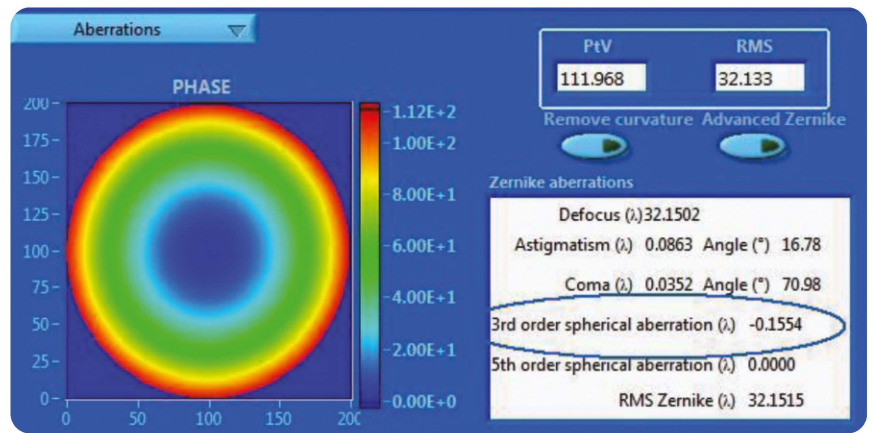 Aberrations
PtV RMS
111.968 32.133
Remove curvature Advanced Zernike
PHASE
200
175
150
125
100
75
50
25
0
0 50 100 150 200
1.12E+2
1.00E+2
8.00E+1
6.00E+1
4.00E+1
2.00E+1
0.00E+0
Zernike aberrations
Defocus (λ)32.1502
Astigmatism (λ) 0.0863 Angle (°) 16.78
Coma (λ) 0.0352 Angle (°) 70.98
3rd order spherical aberration (λ) -0.1554
5th order spherical aberration (λ) 0.0000
RMS Zernike (λ) 32.1515